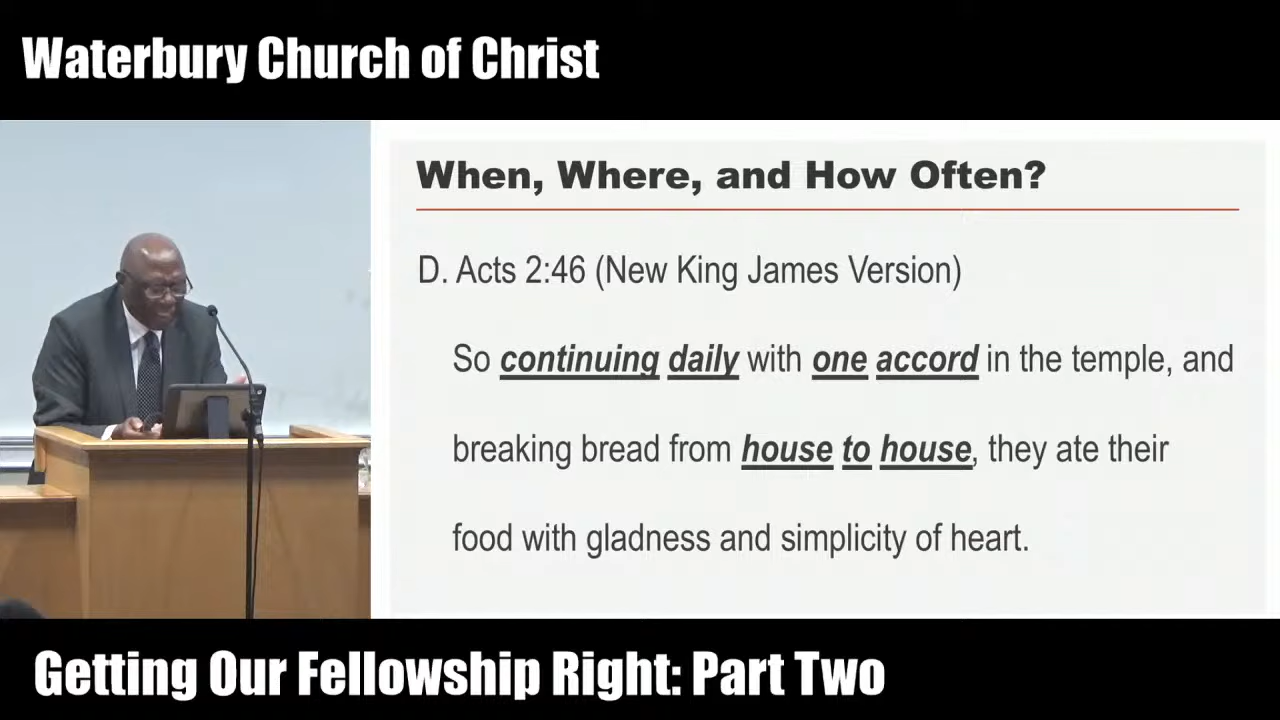 Waterbury Church of Christ
When, Where, and How Often?
D. Acts 2:46 (New King James Version)
So continuing daily with one accord in the temple, and
breaking bread from house to house, they ate their
food with gladness and simplicity of heart.
Getting Our Fellowship Right: Part Two